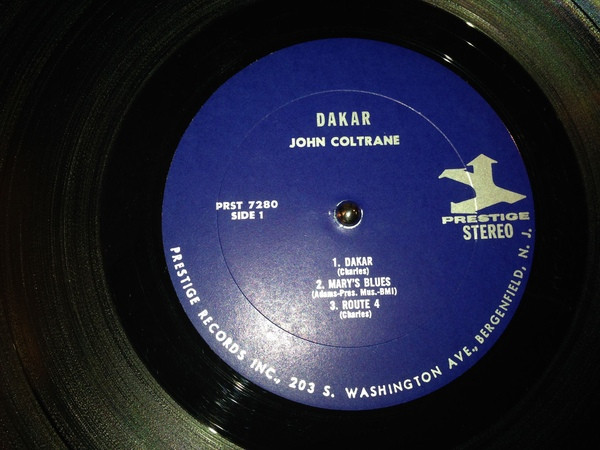 DAKAR
JOHN COLTRANE
PRST 7280
SIDE 1
PRESTIGE
STEREO
1. DAKAR
(Charles)
2. MARY'S BLUES
(Adams-Pres. Mus.-BMI)
3. ROUTE 4
(Charles)
PRESTIGE RECORDS INC., 203 S. WASHINGTON AVE., BERGENFIELD, N. J.